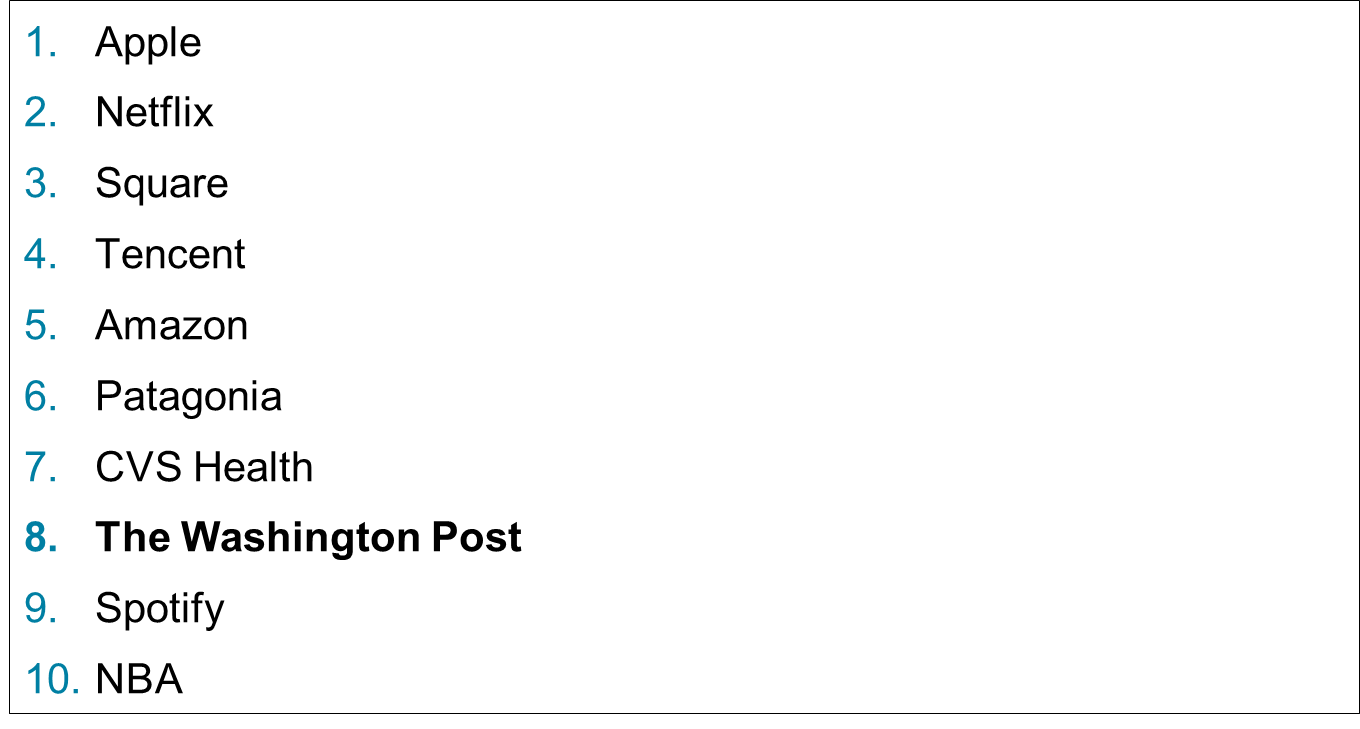 1. Apple
2. Netflix
3. Square
4. Tencent
5. Amazon
6. Patagonia
7. CVS Health
8. The Washington Post
9. Spotify
10. NBA